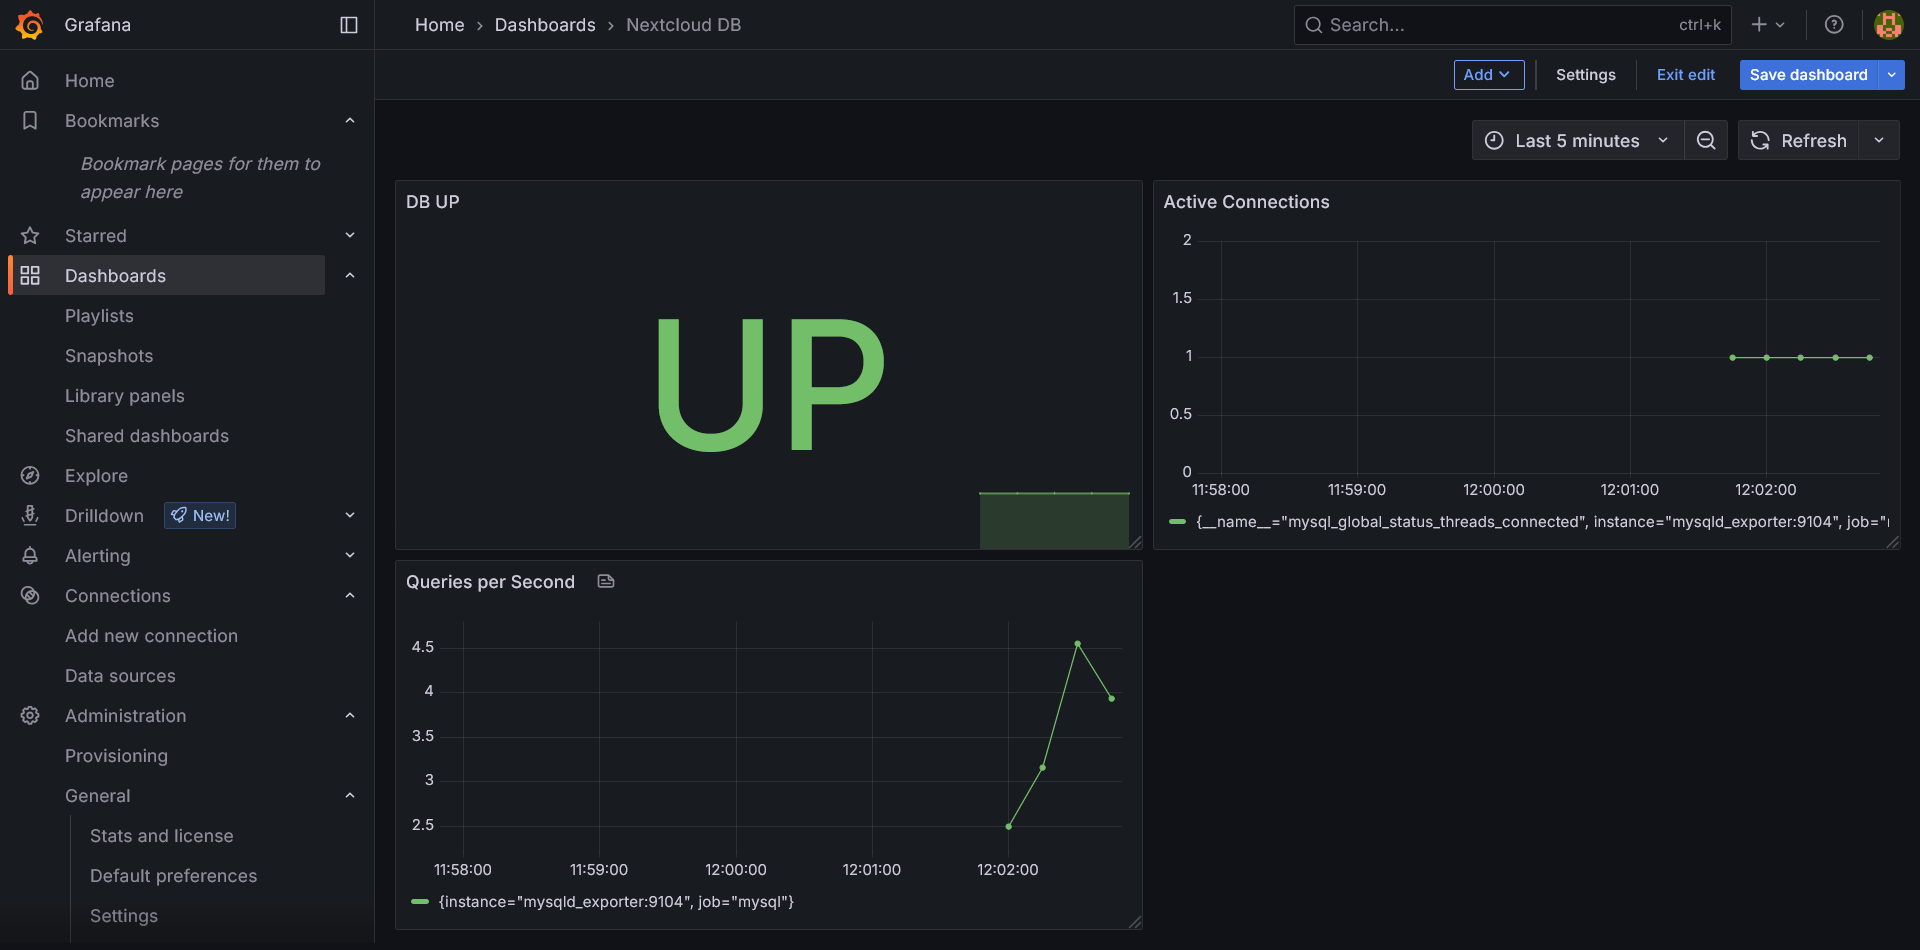 Grafana
Home › Dashboards › Nextcloud DB
Search...
ctrl+k
Add
Settings
Exit edit
Save dashboard
Last 5 minutes
Refresh
Home
Bookmarks
Bookmark pages for them to
appear here
Starred
Dashboards
Playlists
Snapshots
Library panels
Shared dashboards
Explore
Drilldown
New!
Alerting
Connections
Add new connection
Data sources
Administration
Provisioning
General
Stats and license
Default preferences
Settings
DB UP
UP
Active Connections
2
1.5
1
0.5
0
11:58:00 11:59:00 12:00:00 12:01:00 12:02:00
{__name__="mysql_global_status_threads_connected", instance="mysqld_exporter:9104", job="
Queries per Second
4.5
4
3.5
3
2.5
11:58:00 11:59:00 12:00:00 12:01:00 12:02:00
{instance="mysqld_exporter:9104", job="mysql"}